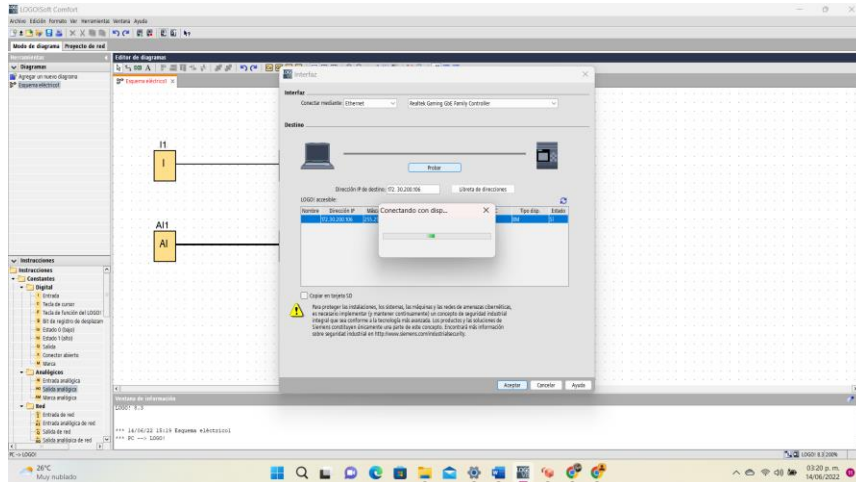 LOGO!Soft Comfort
Archivo Edición Formato Ver Herramientas Ventana Ayuda
Modo de diagrama Proyecto de red
Herramientas
Diagramas
Agregar un nuevo diagrama
Esquema eléctrico1
Editor de diagramas
Esquema eléctrico1
I1
I
AI1
AI
Interfaz
Interfaz
Conectar mediante: Ethernet Realtek Gaming GbE Family Controller
Destino
Probar
Dirección IP de destino: 172. 30.200.106 Libreta de direcciones
LOGO! accesible:
Nombre Dirección IP Tipo disp. Estado
172.30.200.106 BM Sí
Conectando con disp...
Copiar en tarjeta SD
Para proteger las instalaciones, los sistemas, las máquinas y las redes de amenazas cibernéticas,
es necesario implementar (y mantener continuamente) un concepto de seguridad industrial
integral que sea conforme a la tecnología más avanzada. Los productos y las soluciones de
Siemens constituyen únicamente una parte de este concepto. Encontrará más información
sobre seguridad industrial en http://www.siemens.com/industrialsecurity.
Aceptar Cancelar Ayuda
Instrucciones
Instrucciones
Constantes
Digital
Entrada
Tecla de cursor
Tecla de función del LOGO!
Bit de registro de desplazam
Estado 0 (bajo)
Estado 1 (alto)
Salida
Conector abierto
Marca
Analógicos
Entrada analógica
Salida analógica
Marca analógica
Red
Entrada de red
Entrada analógica de red
Salida de red
Salida analógica de red
Ventana de información
LOGO! 8.3
*** 14/06/22 15:19 Esquema eléctrico1
*** PC --> LOGO!
PC -> LOGO!
LOGO! 8.3 200%
26°C
Muy nublado
03:20 p. m.
14/06/2022